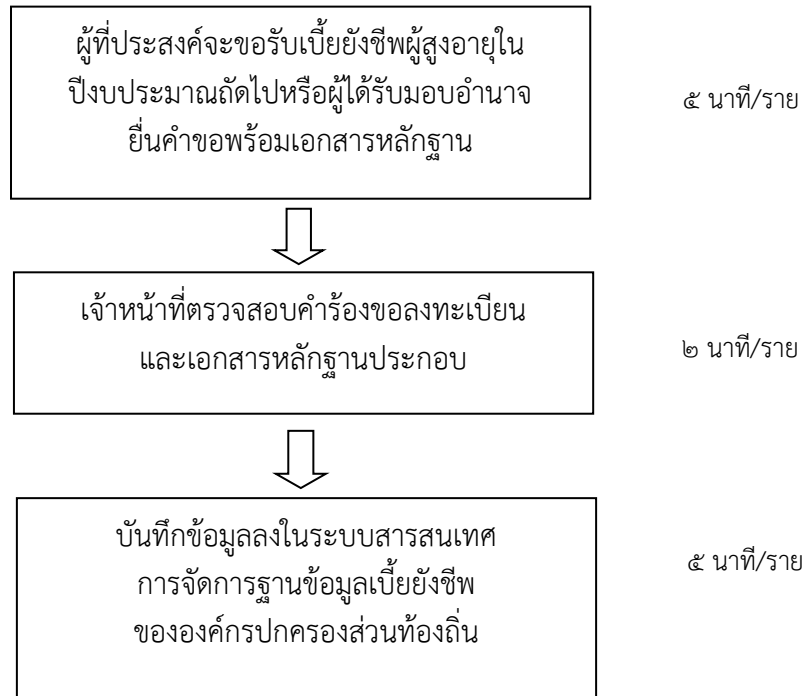 ผู้ที่ประสงค์จะขอรับเบี้ยยังชีพผู้สูงอายุใน
ปีงบประมาณถัดไปหรือผู้ได้รับมอบอำนาจ
ยื่นคำขอพร้อมเอกสารหลักฐาน
๕ นาที/ราย
เจ้าหน้าที่ตรวจสอบคำร้องขอลงทะเบียน
และเอกสารหลักฐานประกอบ
๒ นาที/ราย
บันทึกข้อมูลลงในระบบสารสนเทศ
การจัดการฐานข้อมูลเบี้ยยังชีพ
ขององค์กรปกครองส่วนท้องถิ่น
๕ นาที/ราย